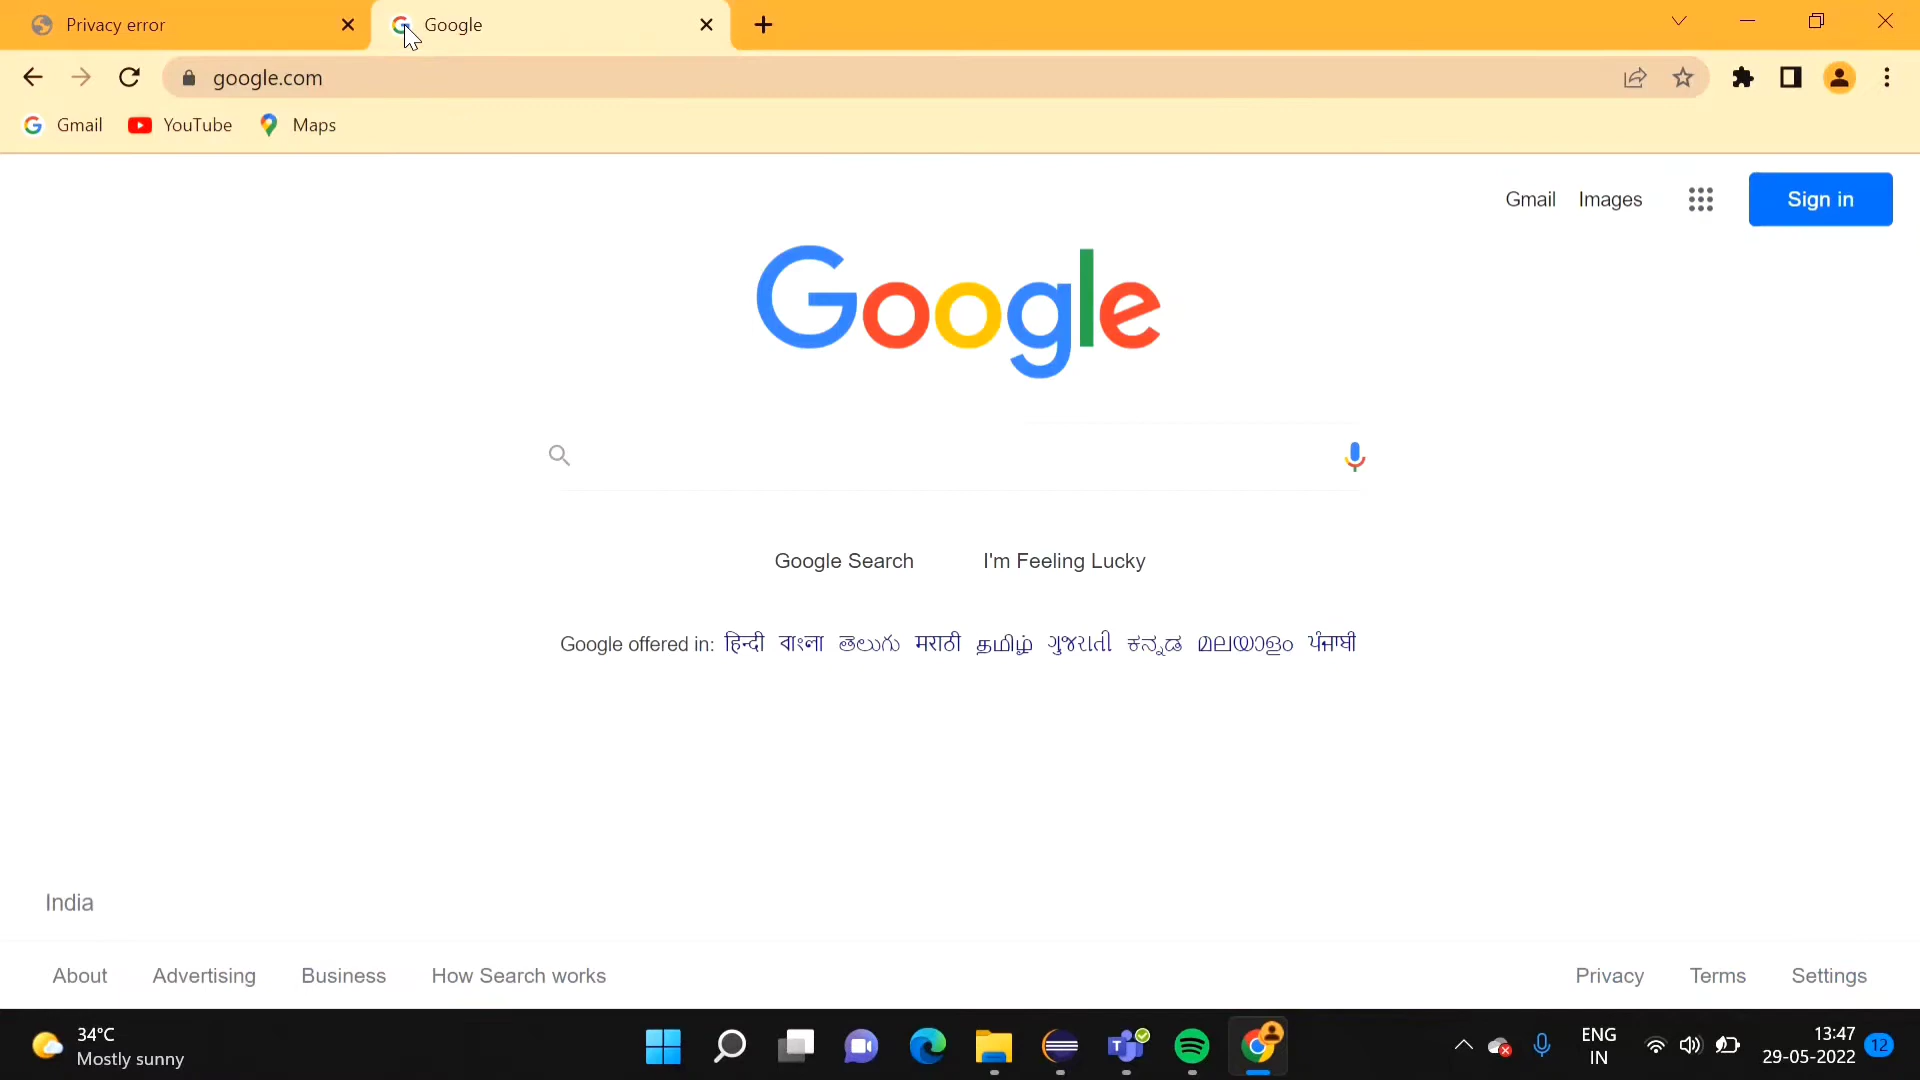 Privacy error
Google
google.com
Gmail YouTube Maps
Gmail Images Sign in
Google
Google Search I'm Feeling Lucky
Google offered in: हिन्दी বাংলা తెలుగు मराठी தமிழ் ગુજરાતી ಕನ್ನಡ മലയാളം ਪੰਜਾਬੀ
India
About Advertising Business How Search works Privacy Terms Settings
34°C
Mostly sunny
ENG
IN
13:47
29-05-2022
12